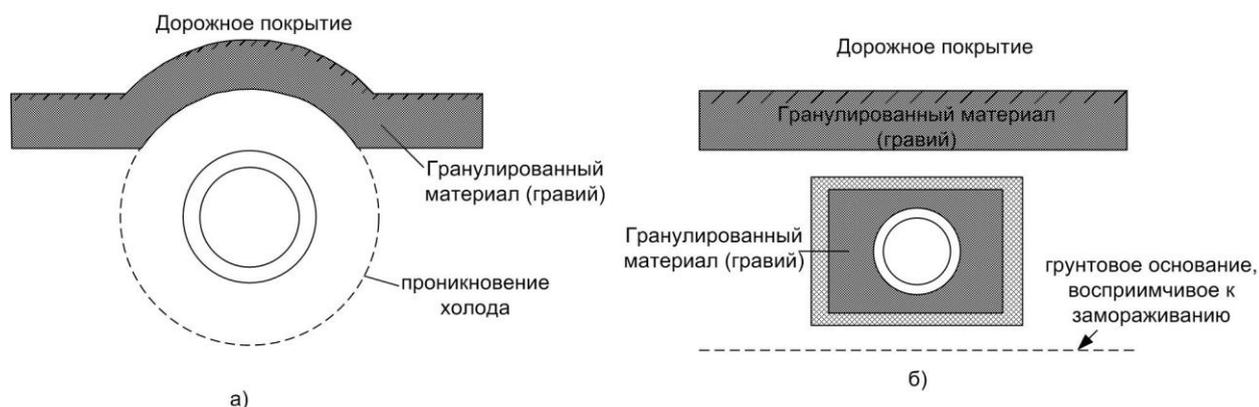 Дорожное покрытие
Гранулированный
материал (гравий)
проникновение
холода
а)
Дорожное покрытие
Гранулированный материал
(гравий)
Гранулированный
материал (гравий)
грунтовое основание,
восприимчивое к
замораживанию
б)